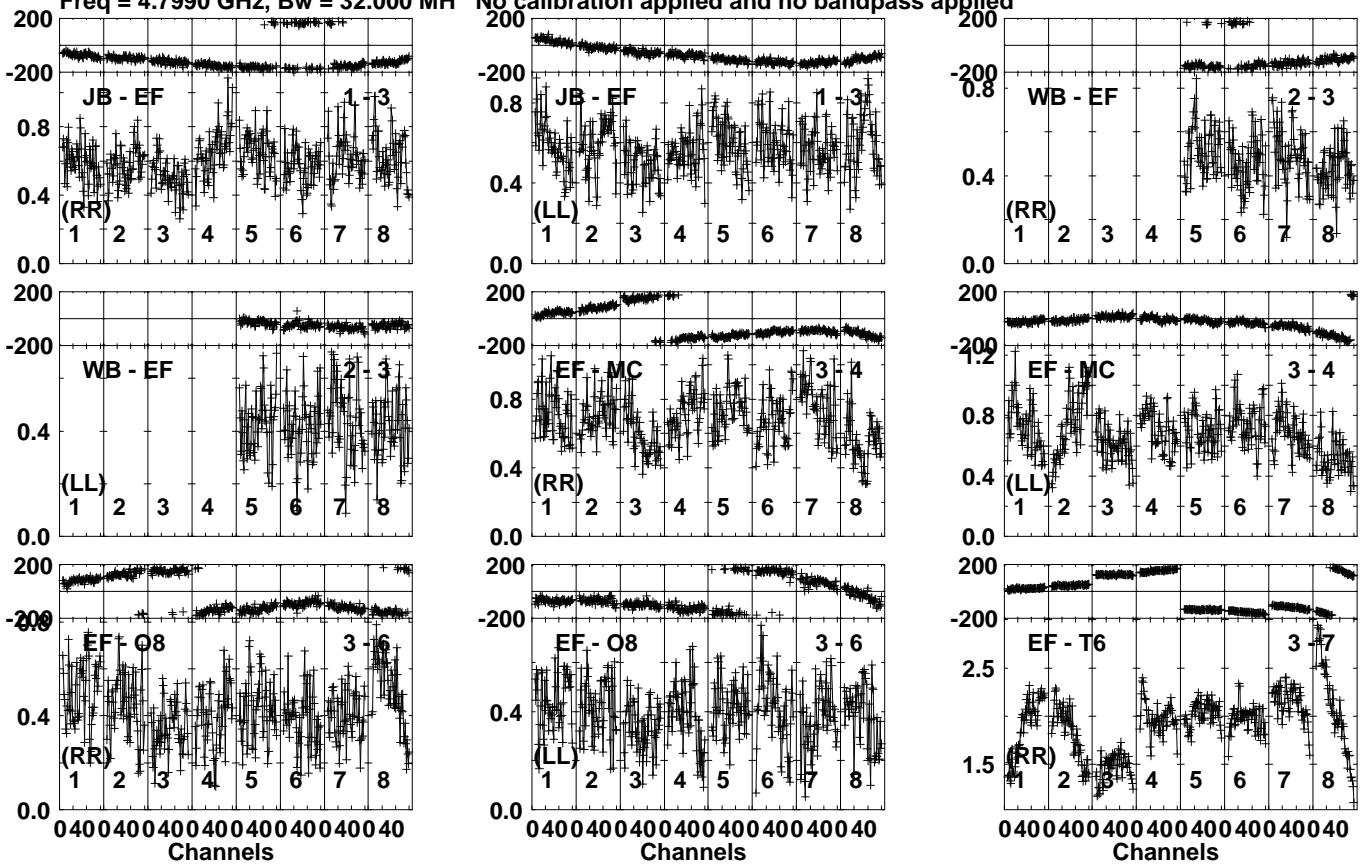 Freq = 4.7990 GHz, Bw = 32.000 MH No calibration applied and no bandpass applied
200
-200
JB - EF 1 - 3
0.8
0.4
(RR)
1 2 3 4 5 6 7 8
0.0
200
-200
JB - EF 1 - 3
0.8
0.4
(LL)
1 2 3 4 5 6 7 8
0.0
200
-200
0.8
WB - EF 2 - 3
0.4
(RR)
1 2 3 4 5 6 7 8
0.0
200
-200
WB - EF 2 - 3
0.4
(LL)
1 2 3 4 5 6 7 8
0.0
200
-200
EF - MC 3 - 4
0.8
0.4
(RR)
1 2 3 4 5 6 7 8
0.0
200
-200
1.2
EF - MC 3 - 4
0.8
0.4
(LL)
1 2 3 4 5 6 7 8
0.0
200
-200
0.8
EF - O8 3 - 6
0.4
(RR)
1 2 3 4 5 6 7 8
0.0
0 40 0 40 0 40 0 40 0 40 0 40 0 40 0 40
Channels
200
-200
EF - O8 3 - 6
0.4
(LL)
1 2 3 4 5 6 7 8
0.0
0 40 0 40 0 40 0 40 0 40 0 40 0 40 0 40
Channels
200
-200
EF - T6 3 - 7
2.5
1.5
(RR)
1 2 3 4 5 6 7 8
0 40 0 40 0 40 0 40 0 40 0 40 0 40 0 40
Channels